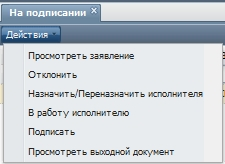 На подписании
Действия
Просмотреть заявление
Отклонить
Назначить/Переназначить исполнителя
В работу исполнителю
Подписать
Просмотреть выходной документ